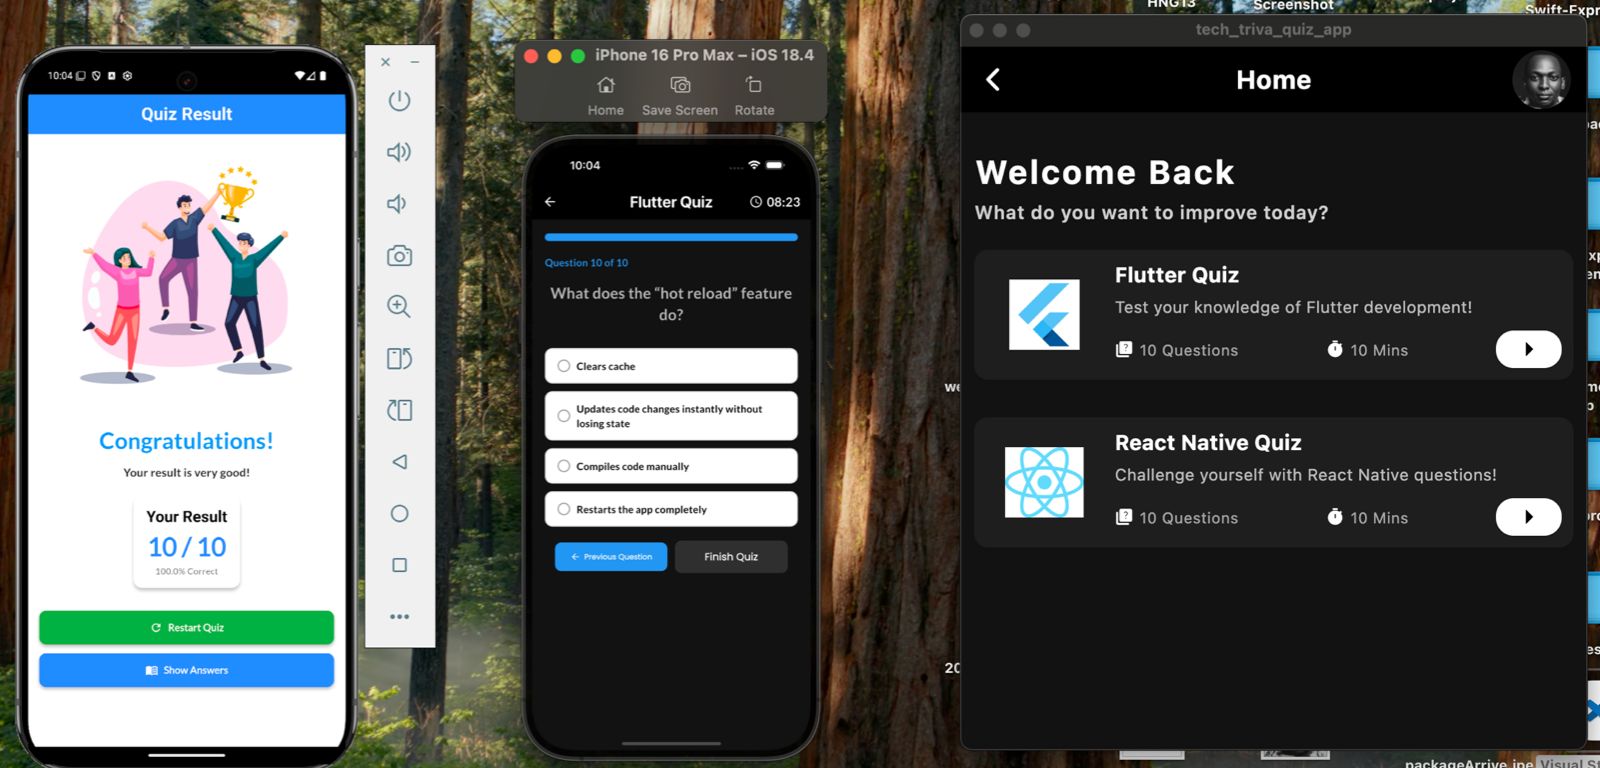 10:04
Quiz Result
Congratulations!
Your result is very good!
Your Result
10 / 10
100.0% Correct
Restart Quiz
Show Answers
iPhone 16 Pro Max – iOS 18.4
Home
Save Screen
Rotate
10:04
Flutter Quiz
08:23
Question 10 of 10
What does the “hot reload” feature
do?
Clears cache
Updates code changes instantly without
losing state
Compiles code manually
Restarts the app completely
Previous Question
Finish Quiz
HNG13
Screenshot
Swift-Expr
tech_triva_quiz_app
Home
Welcome Back
What do you want to improve today?
Flutter Quiz
Test your knowledge of Flutter development!
10 Questions
10 Mins
React Native Quiz
Challenge yourself with React Native questions!
10 Questions
10 Mins
we
20
packageArrive.jpe
Visual St